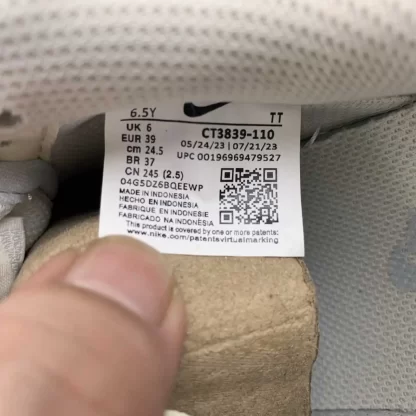 6.5Y TT
UK 6
EUR 39
cm 24.5
BR 37
CN 245 (2.5)
CT3839-110
05/24/23 | 07/21/23
UPC 00196969479527
04G5DZ6BQEEWP
MADE IN INDONESIA
HECHO EN INDONESIA
FABRIQUE EN INDONESIE
FABRICADO NA INDONÉSIA
This product is covered by one or more patents:
www.nike.com/patentsvirtualmarking